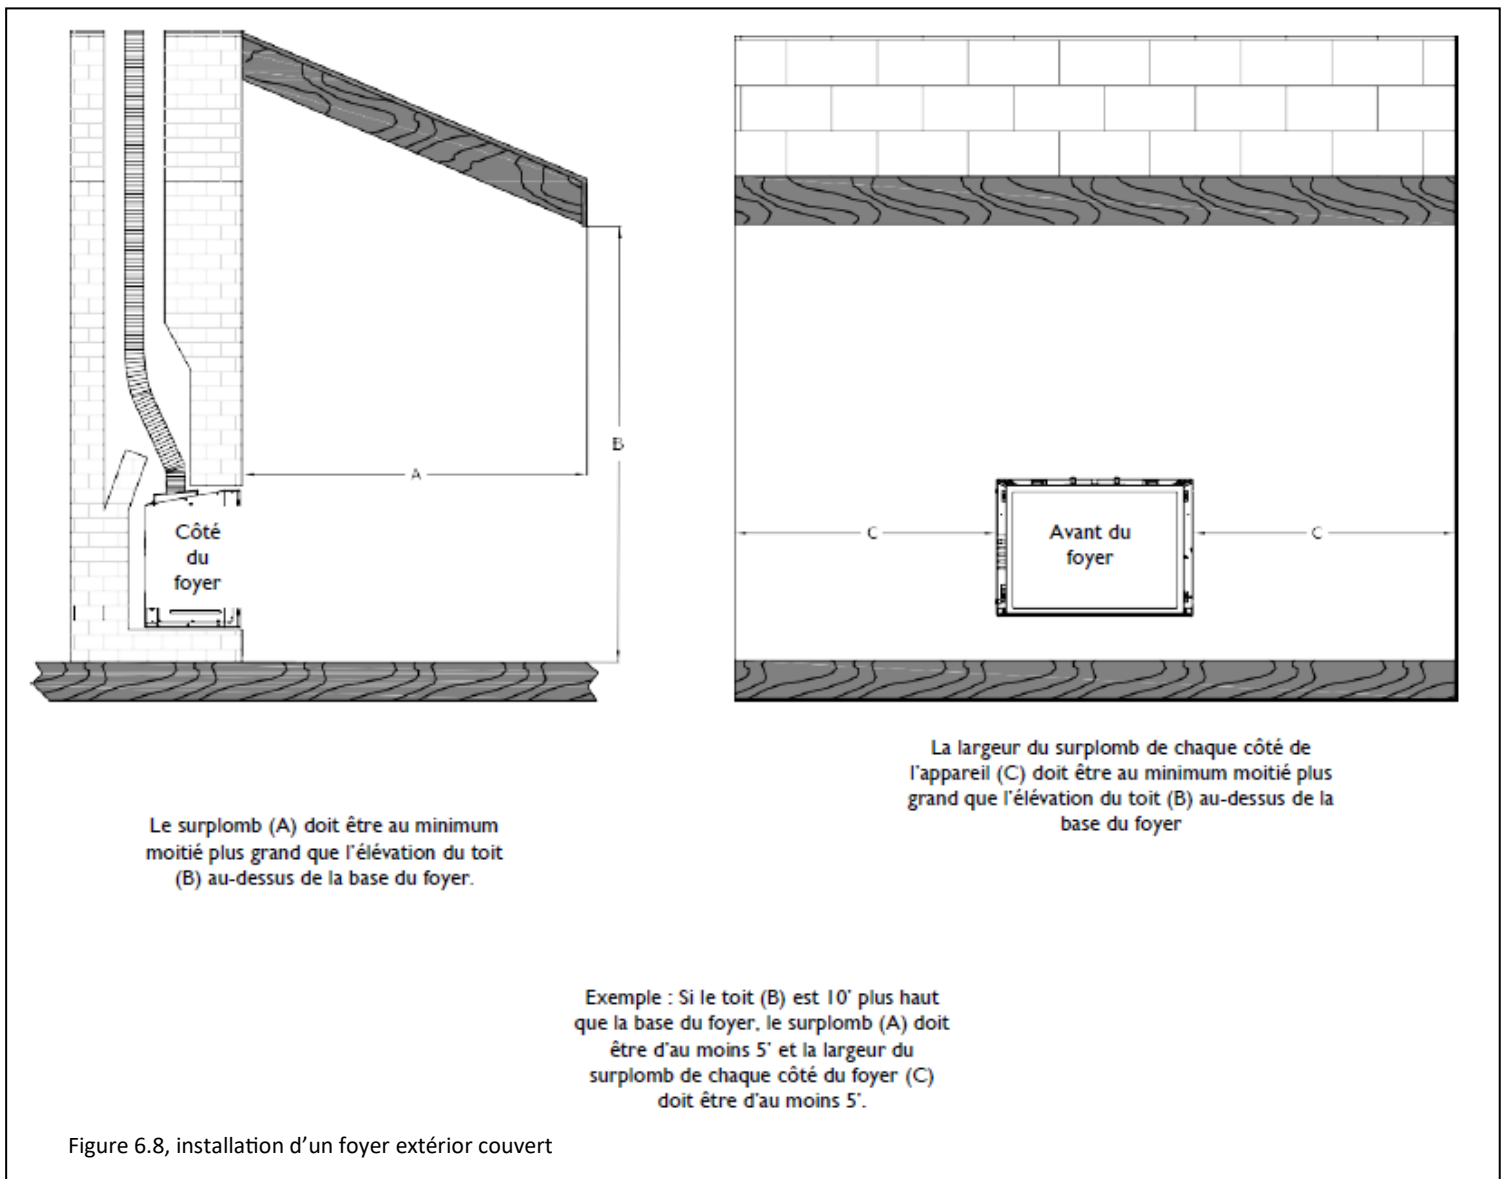 B
A
Côté
du
foyer
C
Avant du
foyer
C
La largeur du surplomb de chaque côté de
l'appareil (C) doit être au minimum moitié plus
grand que l'élévation du toit (B) au-dessus de la
base du foyer
Le surplomb (A) doit être au minimum
moitié plus grand que l'élévation du toit
(B) au-dessus de la base du foyer.
Exemple : Si le toit (B) est 10' plus haut
que la base du foyer, le surplomb (A) doit
être d'au moins 5' et la largeur du
surplomb de chaque côté du foyer (C)
doit être d'au moins 5'.
Figure 6.8, installation d'un foyer extérior couvert